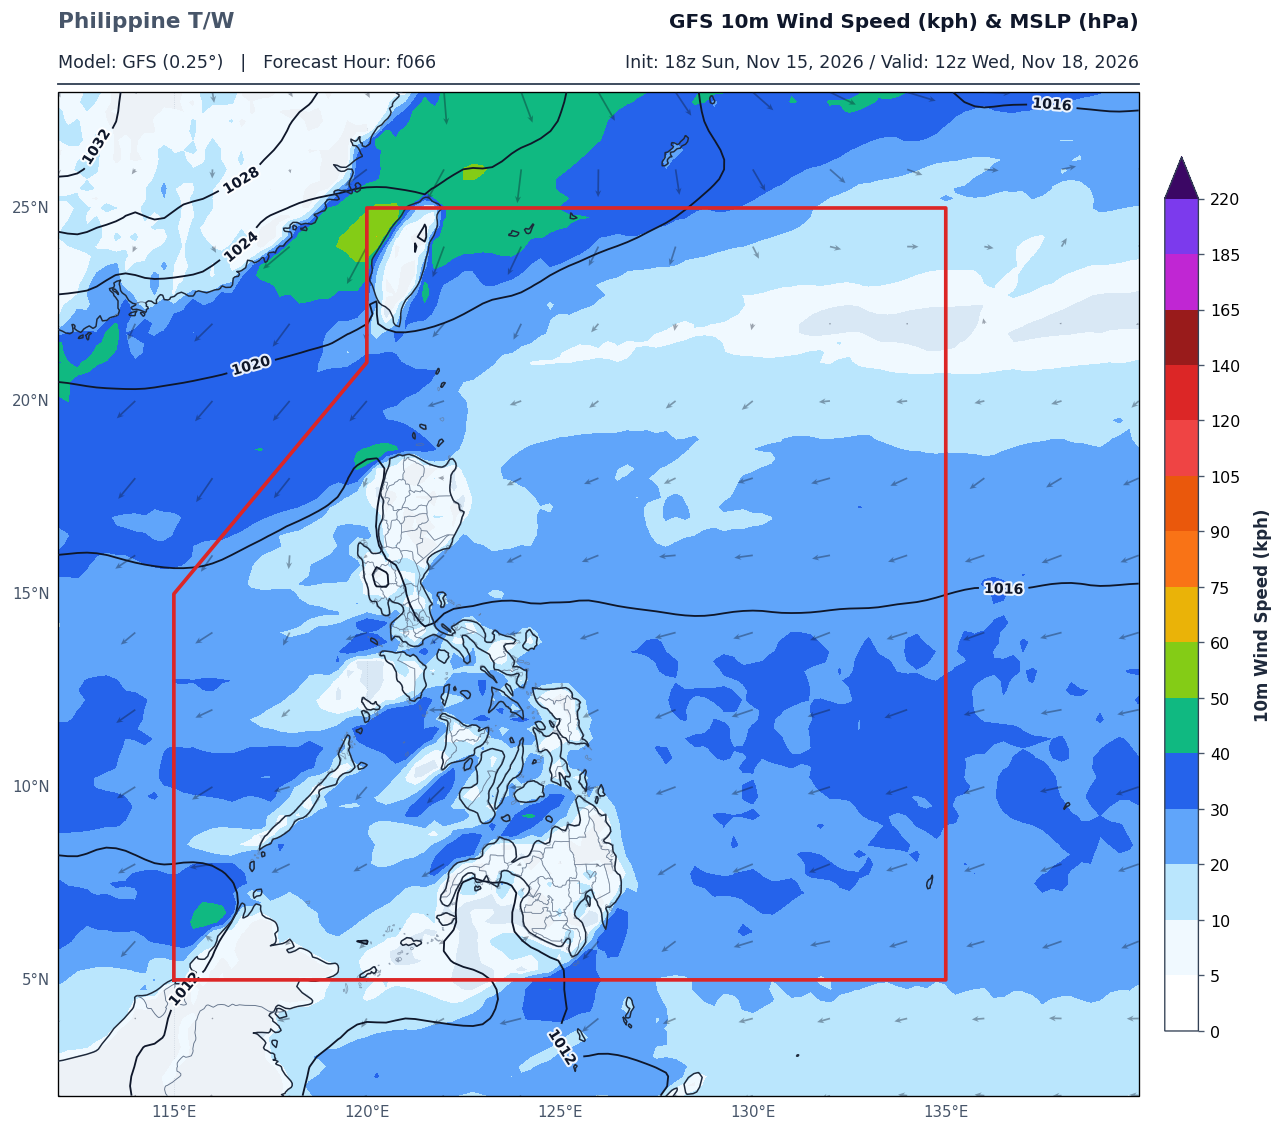 Philippine T/W
GFS 10m Wind Speed (kph) & MSLP (hPa)
Model: GFS (0.25°)   |   Forecast Hour: f066
Init: 18z Sun, Nov 15, 2026 / Valid: 12z Wed, Nov 18, 2026
1016
1032
1028
1024
1020
1016
1012
1012
25°N
20°N
15°N
10°N
5°N
115°E
120°E
125°E
130°E
135°E
220
185
165
140
120
105
90
75
60
50
40
30
20
10
5
0
10m Wind Speed (kph)